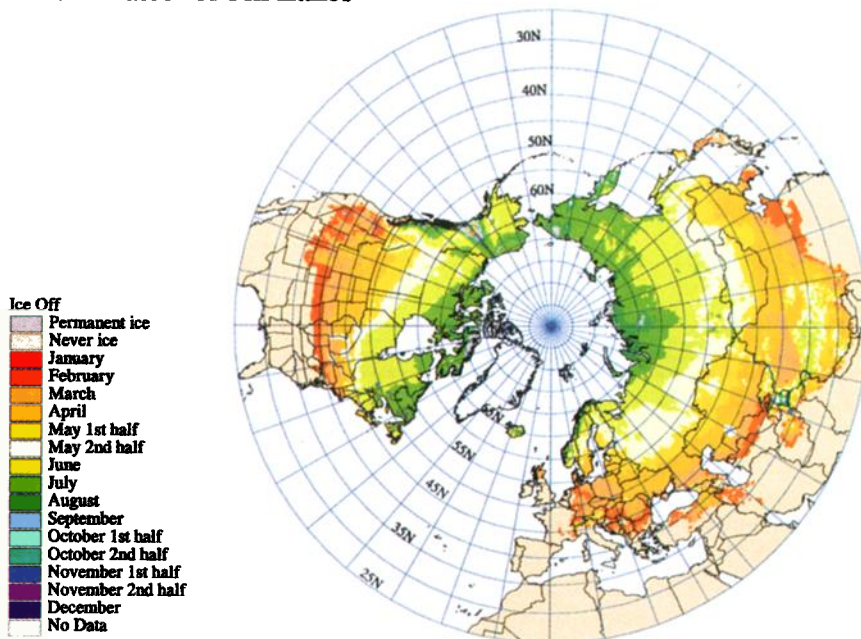 30N
40N
50N
60N
65N
55N
45N
35N
25N
Ice Off
Permanent ice
Never ice
January
February
March
April
May 1st half
May 2nd half
June
July
August
September
October 1st half
October 2nd half
November 1st half
November 2nd half
December
No Data